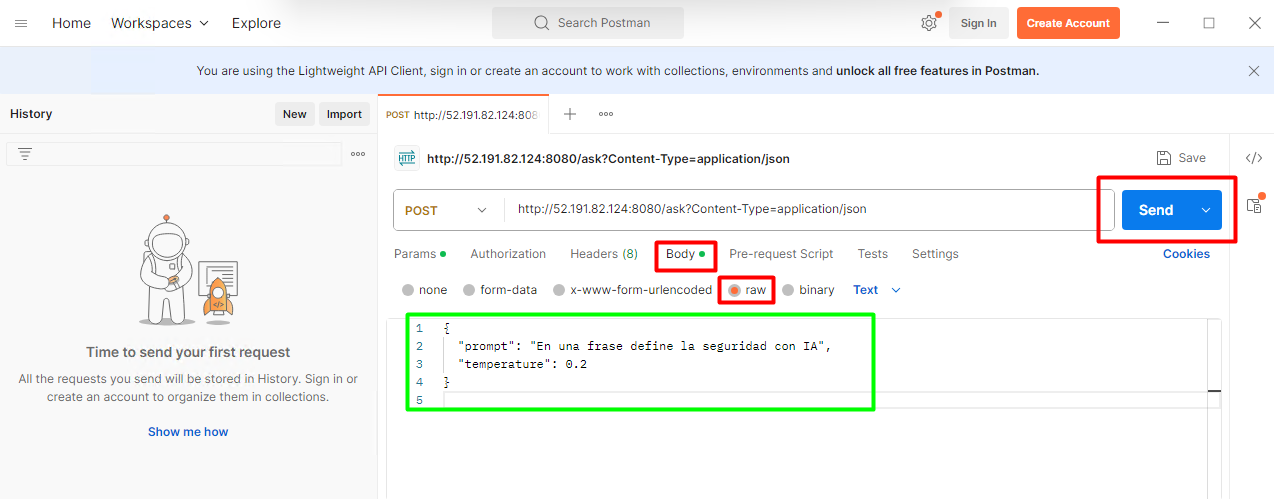 Home Workspaces Explore Search Postman Sign In Create Account
You are using the Lightweight API Client, sign in or create an account to work with collections, environments and unlock all free features in Postman.
History New Import
POST http://52.191.82.124:808
HTTP http://52.191.82.124:8080/ask?Content-Type=application/json Save </>
POST http://52.191.82.124:8080/ask?Content-Type=application/json Send
Params Authorization Headers (8) Body Pre-request Script Tests Settings Cookies
none form-data x-www-form-urlencoded raw binary Text
1 {
2 "prompt": "En una frase define la seguridad con IA",
3 "temperature": 0.2
4 }
5
</>
Time to send your first request
All the requests you send will be stored in History. Sign in or
create an account to organize them in collections.
Show me how